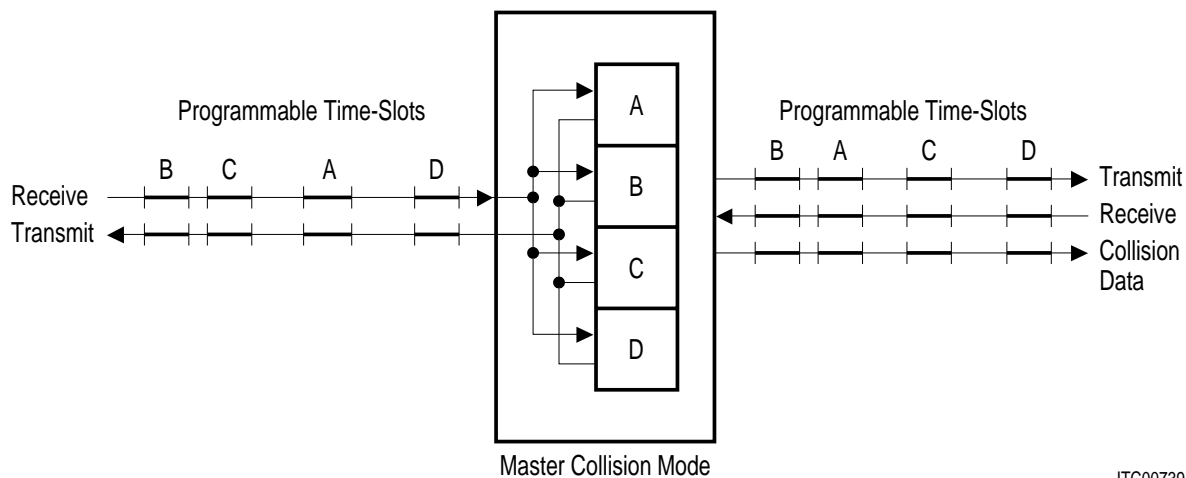 Programmable Time-Slots
B C A D
Receive
Transmit
A
B
C
D
Programmable Time-Slots
B A C D
Transmit
Receive
Collision
Data
Master Collision Mode